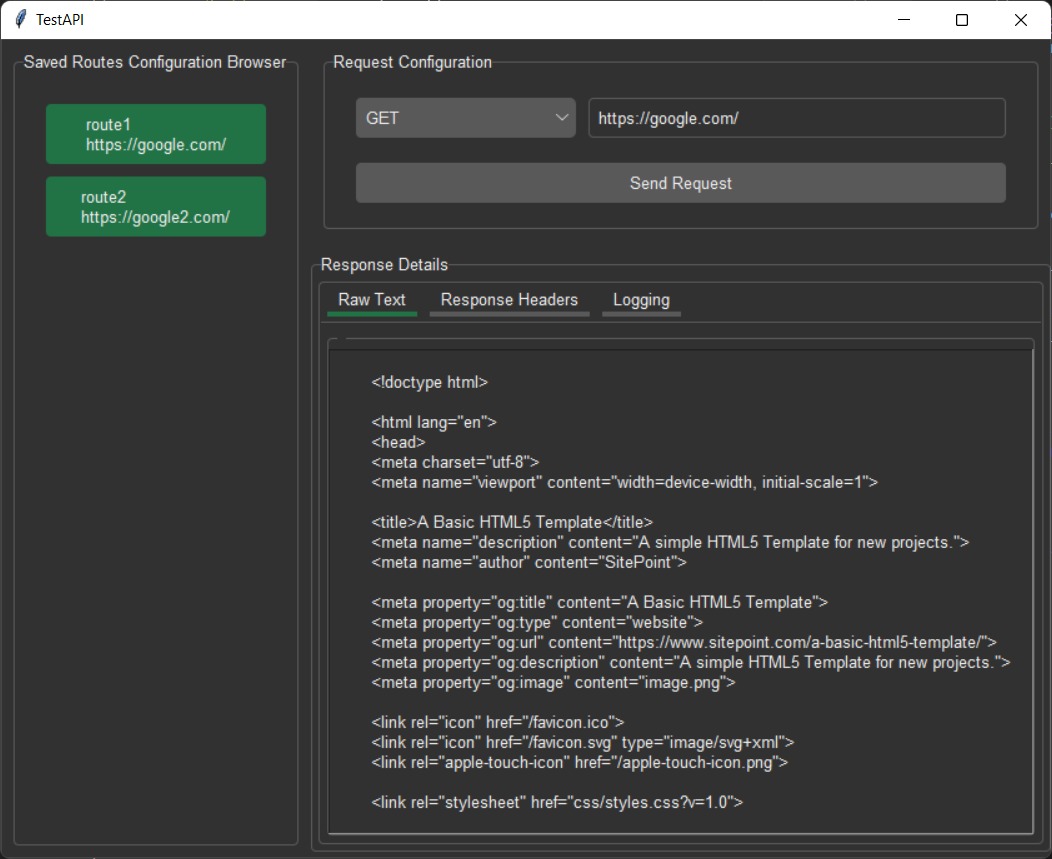 TestAPI
Saved Routes Configuration Browser
route1
https://google.com/
route2
https://google2.com/
Request Configuration
GET
https://google.com/
Send Request
Response Details
Raw Text
Response Headers
Logging
<!doctype html>
<html lang="en">
<head>
<meta charset="utf-8">
<meta name="viewport" content="width=device-width, initial-scale=1">
<title>A Basic HTML5 Template</title>
<meta name="description" content="A simple HTML5 Template for new projects.">
<meta name="author" content="SitePoint">
<meta property="og:title" content="A Basic HTML5 Template">
<meta property="og:type" content="website">
<meta property="og:url" content="https://www.sitepoint.com/a-basic-html5-template/">
<meta property="og:description" content="A simple HTML5 Template for new projects.">
<meta property="og:image" content="image.png">
<link rel="icon" href="/favicon.ico">
<link rel="icon" href="/favicon.svg" type="image/svg+xml">
<link rel="apple-touch-icon" href="/apple-touch-icon.png">
<link rel="stylesheet" href="css/styles.css?v=1.0">